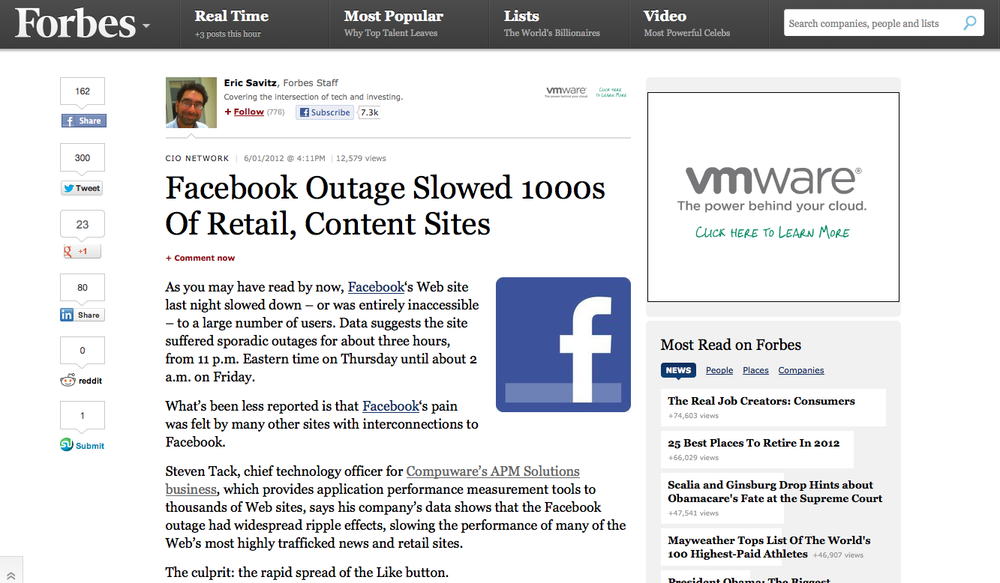 Forbes
Real Time
+3 posts this hour
Most Popular
Why Top Talent Leaves
Lists
The World's Billionaires
Video
Most Powerful Celebs
Search companies, people and lists
162
f Share
300
Tweet
23
g +1
80
in Share
0
reddit
1
Submit
Eric Savitz, Forbes Staff
Covering the intersection of tech and investing.
+ Follow (776) f Subscribe 7.3k
vmware
The power behind your cloud.
CLICK HERE
TO LEARN MORE
CIO NETWORK | 6/01/2012 @ 4:11PM | 12,579 views
Facebook Outage Slowed 1000s
Of Retail, Content Sites
+ Comment now
As you may have read by now, Facebook‘s Web site
last night slowed down – or was entirely inaccessible
– to a large number of users. Data suggests the site
suffered sporadic outages for about three hours,
from 11 p.m. Eastern time on Thursday until about 2
a.m. on Friday.
f
What’s been less reported is that Facebook‘s pain
was felt by many other sites with interconnections to
Facebook.
Steven Tack, chief technology officer for Compuware’s APM Solutions
business, which provides application performance measurement tools to
thousands of Web sites, says his company’s data shows that the Facebook
outage had widespread ripple effects, slowing the performance of many of the
Web’s most highly trafficked news and retail sites.
The culprit: the rapid spread of the Like button.
vmware®
The power behind your cloud.
CLICK HERE TO LEARN MORE
Most Read on Forbes
NEWS People Places Companies
The Real Job Creators: Consumers
+74,603 views
25 Best Places To Retire In 2012
+66,029 views
Scalia and Ginsburg Drop Hints about
Obamacare's Fate at the Supreme Court
+47,541 views
Mayweather Tops List Of The World's
100 Highest-Paid Athletes +46,907 views
President Obama: The Biggest